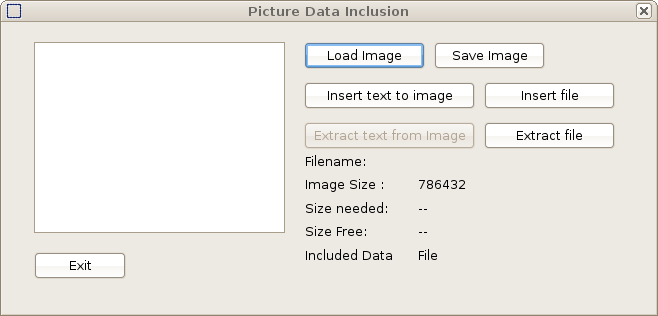 Picture Data Inclusion
Load Image Save Image
Insert text to image Insert file
Extract text from Image Extract file
Filename:
Image Size : 786432
Size needed: --
Size Free: --
Included Data File
Exit